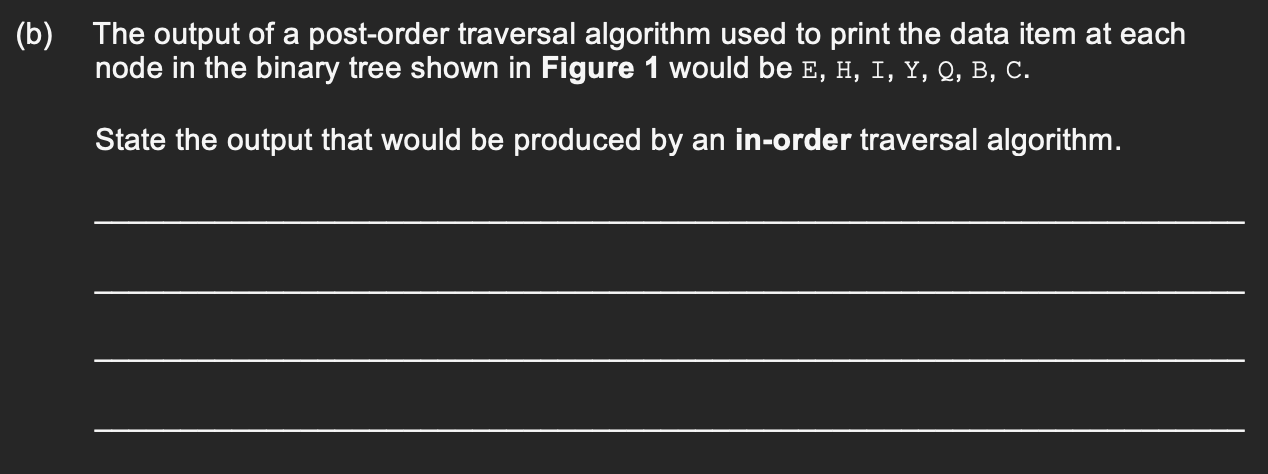 (b) The output of a post-order traversal algorithm used to print the data item at each
node in the binary tree shown in Figure 1 would be E, H, I, Y, Q, B, C.
State the output that would be produced by an in-order traversal algorithm.